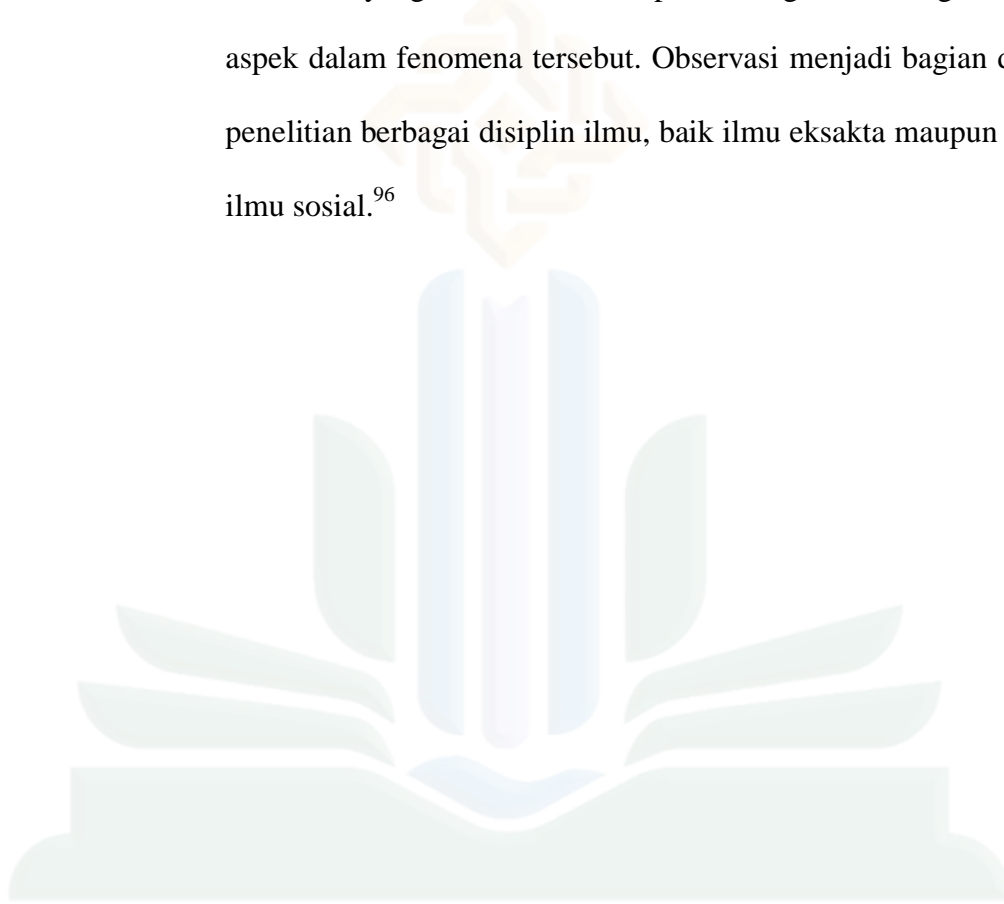 aspek dalam fenomena tersebut. Observasi menjadi bagian
penelitian berbagai disiplin ilmu, baik ilmu eksakta maupun
ilmu sosial.96